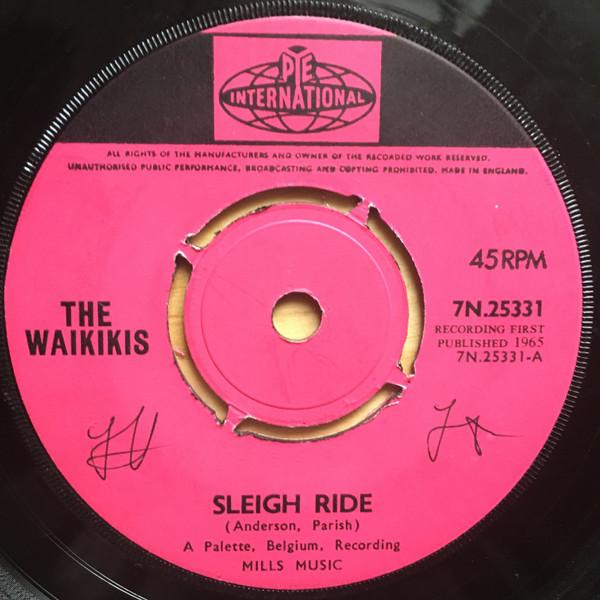 PYE
INTERNATIONAL
ALL RIGHTS OF THE MANUFACTURERS AND OWNER OF THE RECORDED WORK RESERVED.
UNAUTHORISED PUBLIC PERFORMANCE, BROADCASTING AND COPYING PROHIBITED. MADE IN ENGLAND.
45RPM
THE
WAIKIKIS
7N.25331
RECORDING FIRST
PUBLISHED 1965
7N.25331-A
SLEIGH RIDE
(Anderson, Parish)
A Palette, Belgium, Recording
MILLS MUSIC